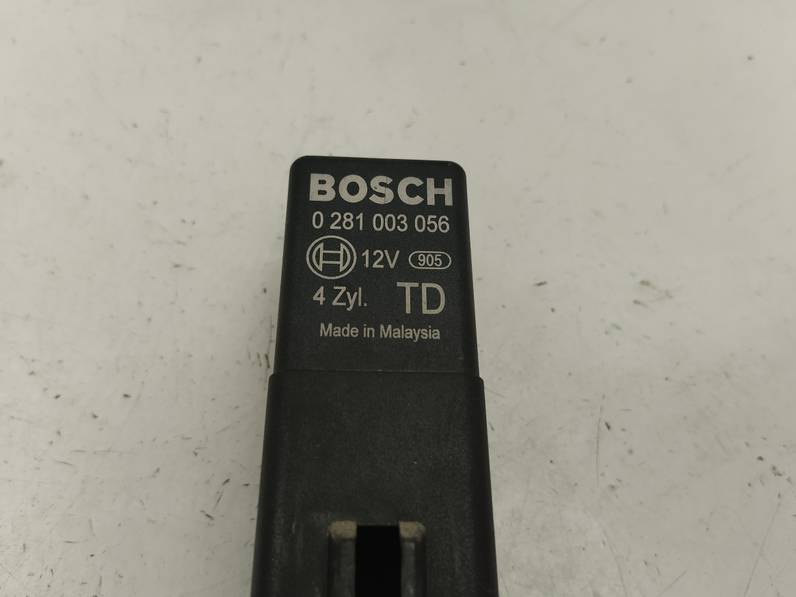 BOSCH
0 281 003 056
12V 905
4 Zyl. TD
Made in Malaysia